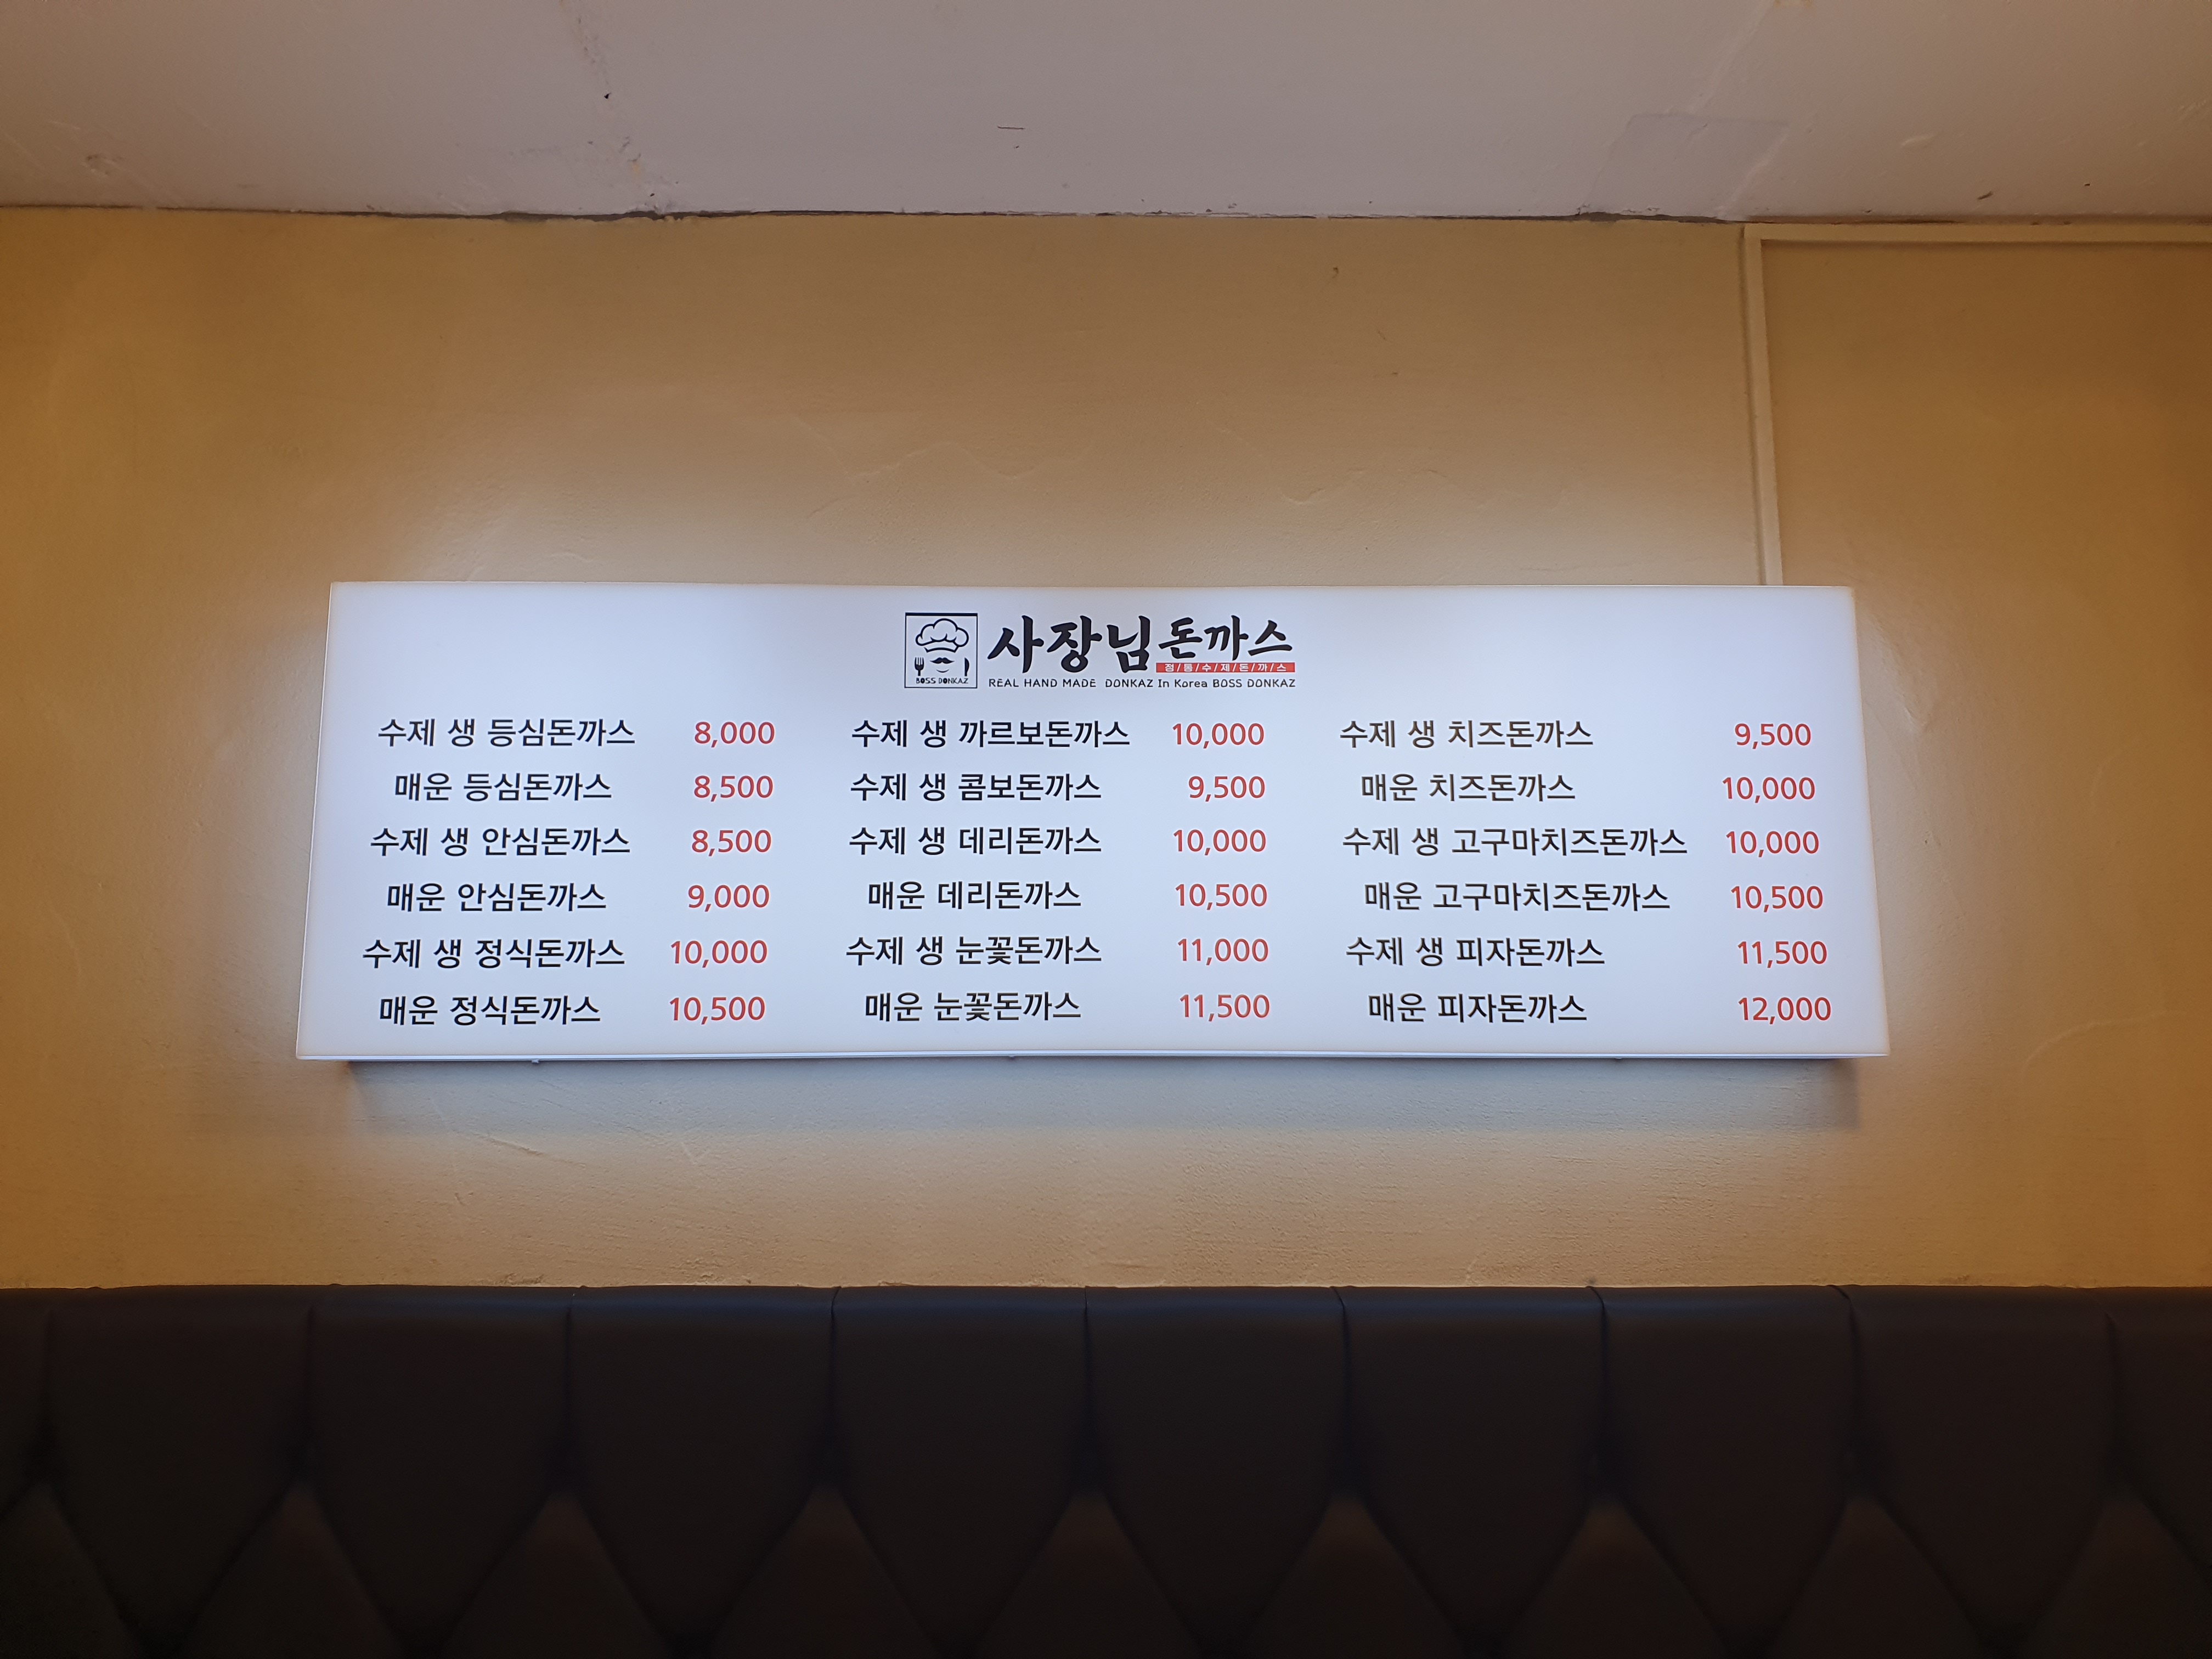 사장님돈까스
정/통/수/제/돈/까/스
BOSS DONKAZ
REAL HAND MADE DONKAZ In Korea BOSS DONKAZ
수제 생 등심돈까스 8,000
매운 등심돈까스 8,500
수제 생 안심돈까스 8,500
매운 안심돈까스 9,000
수제 생 정식돈까스 10,000
매운 정식돈까스 10,500
수제 생 까르보돈까스 10,000
수제 생 콤보돈까스 9,500
수제 생 데리돈까스 10,000
매운 데리돈까스 10,500
수제 생 눈꽃돈까스 11,000
매운 눈꽃돈까스 11,500
수제 생 치즈돈까스 9,500
매운 치즈돈까스 10,000
수제 생 고구마치즈돈까스 10,000
매운 고구마치즈돈까스 10,500
수제 생 피자돈까스 11,500
매운 피자돈까스 12,000